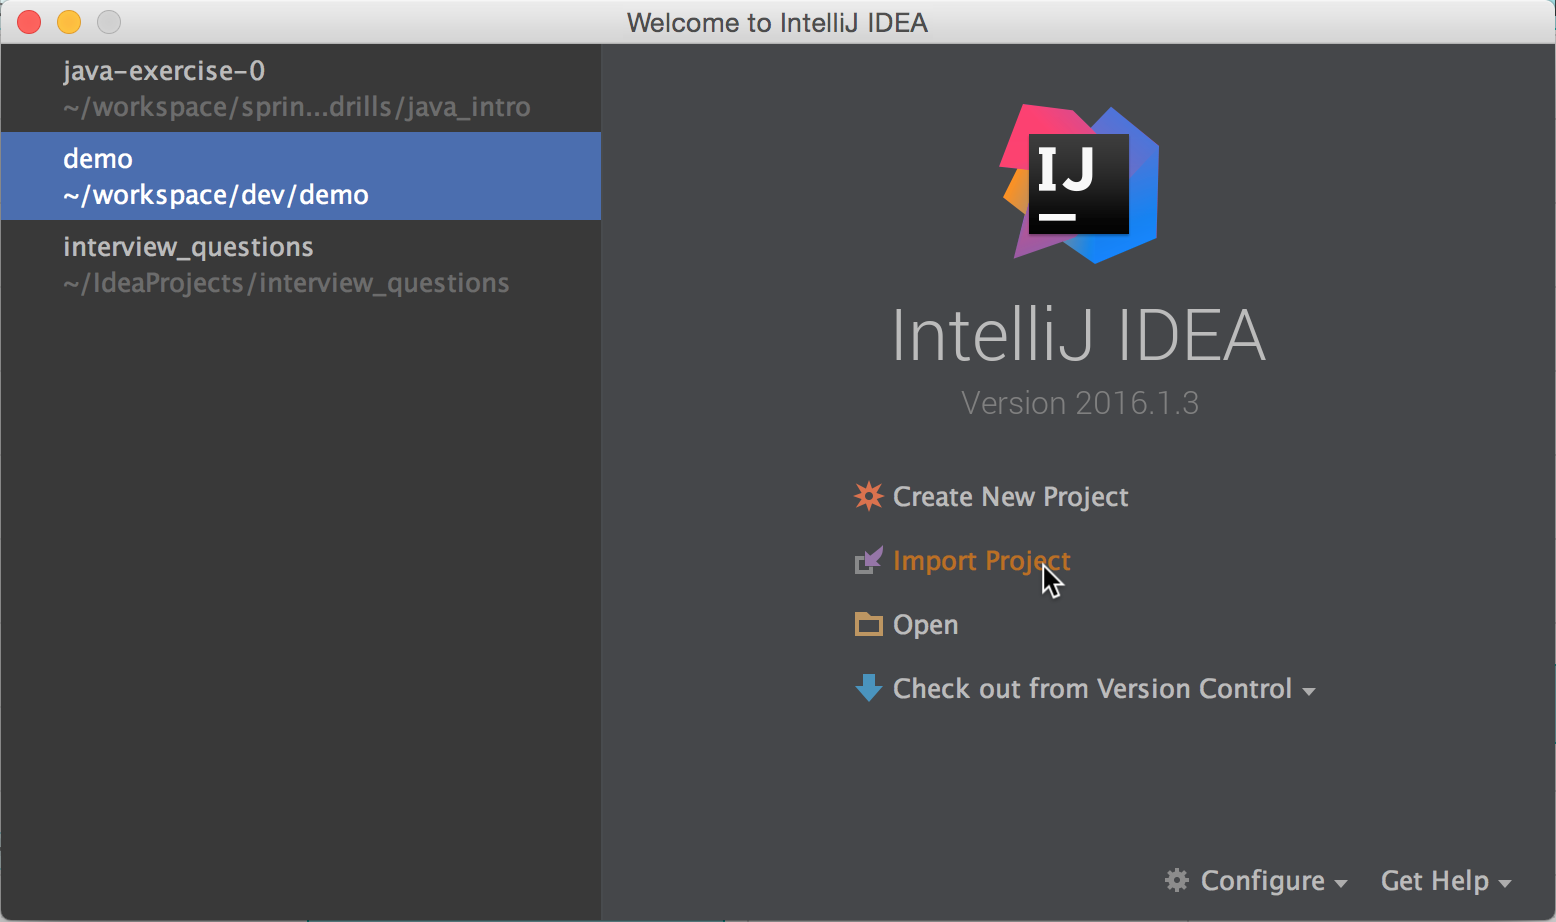 Welcome to IntelliJ IDEA
java-exercise-0
~/workspace/sprin...drills/java_intro
demo
~/workspace/dev/demo
interview_questions
~/IdeaProjects/interview_questions
IJ
IntelliJ IDEA
Version 2016.1.3
Create New Project
Import Project
Open
Check out from Version Control
Configure
Get Help